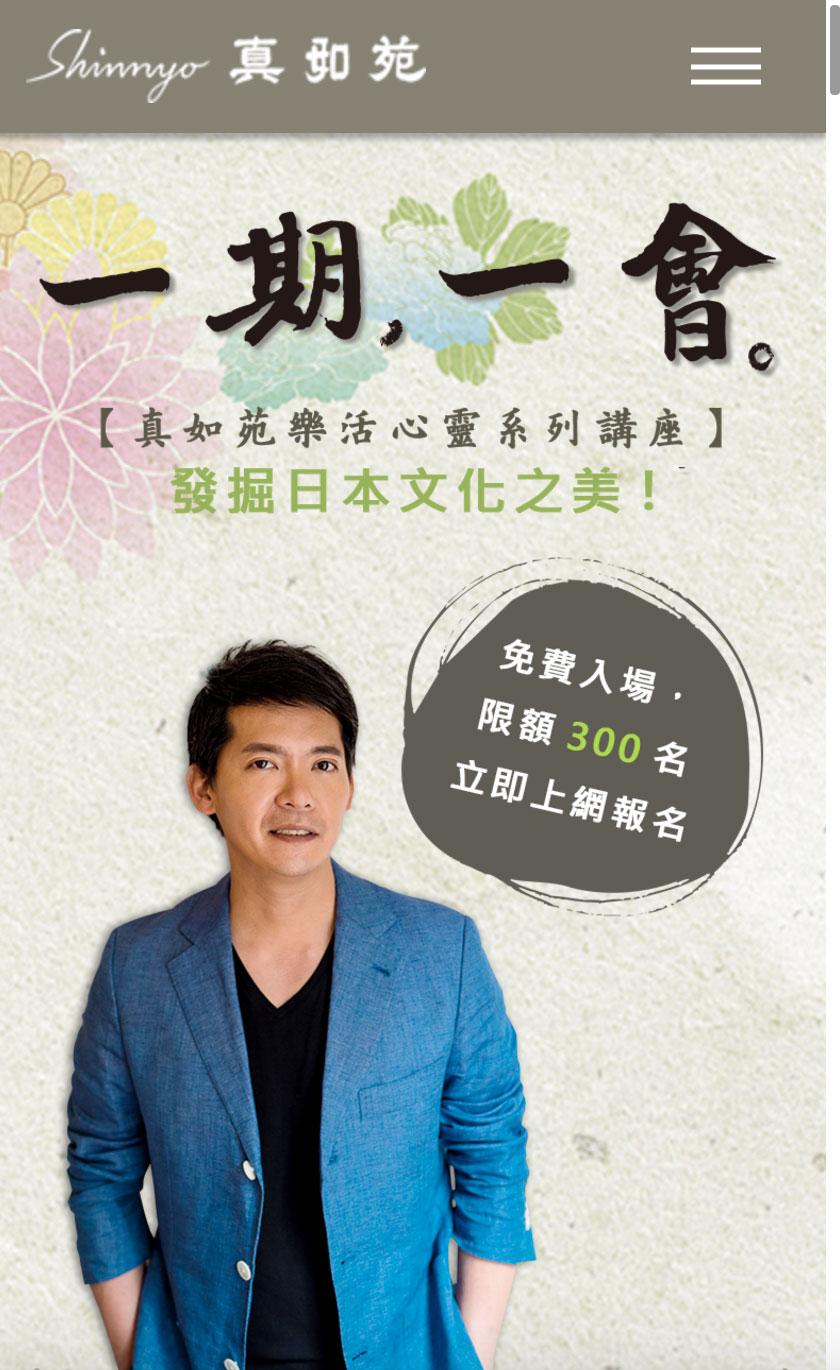 Shinnyo 真如苑
一期,一會。
【真如苑樂活心靈系列講座】
發掘日本文化之美！
免費入場，
限額 300 名
立即上網報名